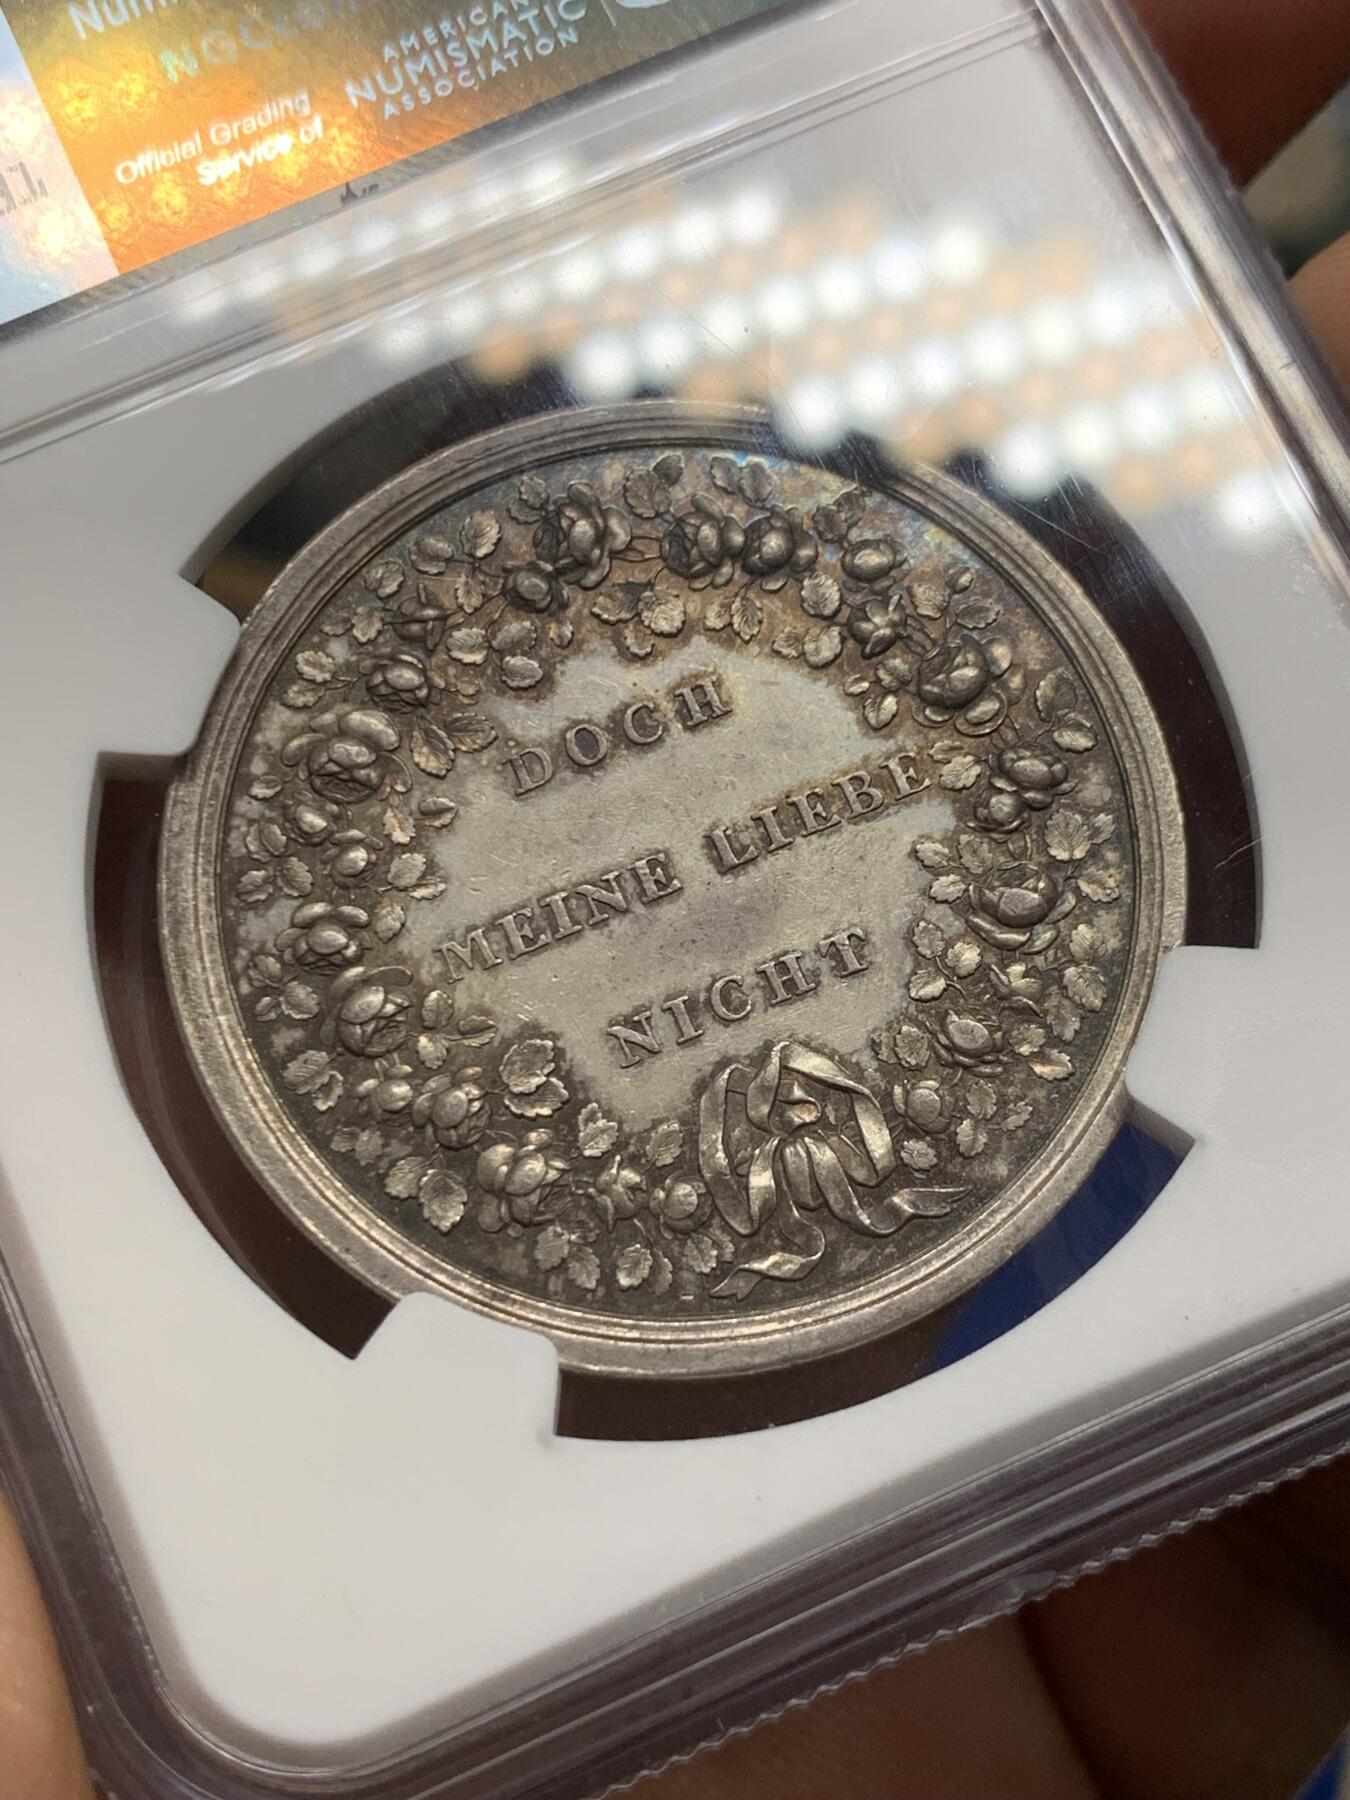 Official Grading
Service of
AMERICAN
NUMISMATIC
ASSOCIATION
DOCH
MEINE LIEBE
NICHT